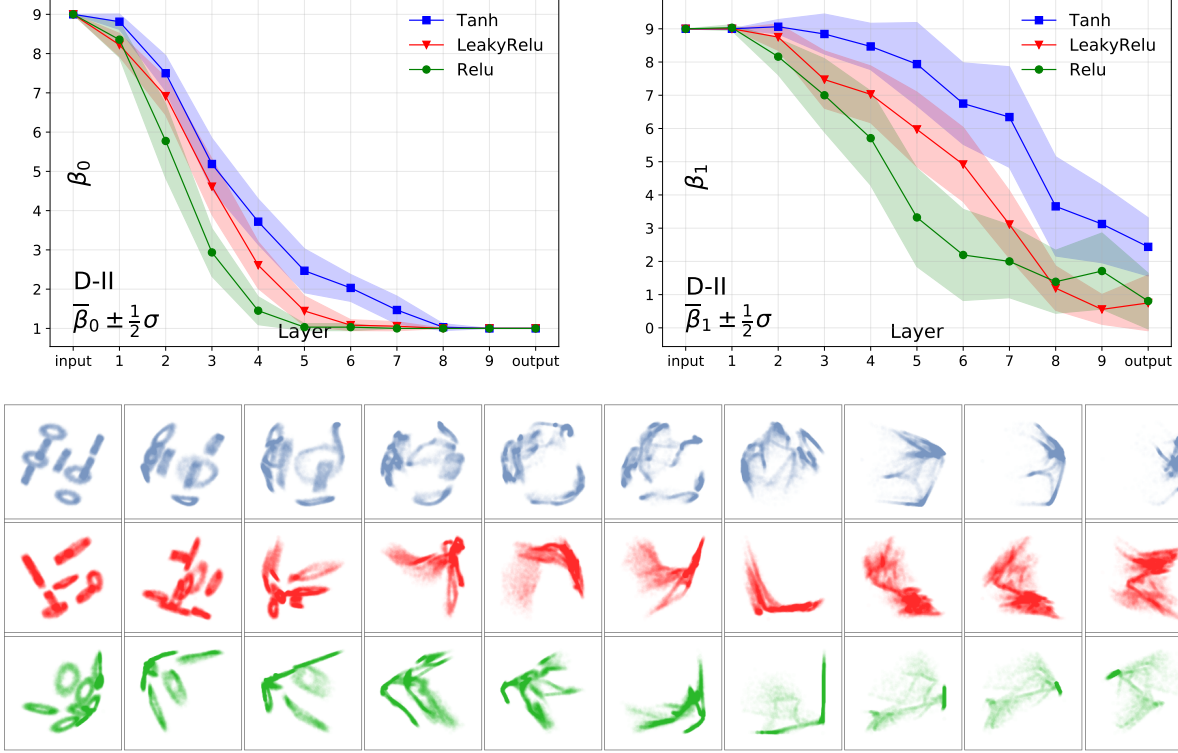 9
8
7
6
5
4
3
2
1
β₀
Tanh
LeakyRelu
Relu
D-II
β̅₀ ± ½σ
Layer
input 1 2 3 4 5 6 7 8 9 output
9
8
7
6
5
4
3
2
1
0
β₁
Tanh
LeakyRelu
Relu
D-II
β̅₁ ± ½σ
Layer
input 1 2 3 4 5 6 7 8 9 output